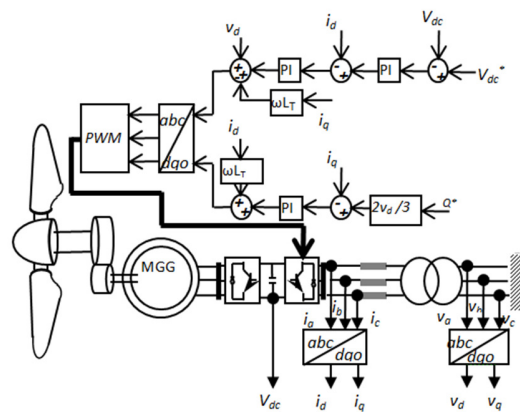 v_d i_d V_dc
PI PI V_dc*
ωL_T i_q
PWM abc dqo
i_d i_q
ωL_T
PI 2v_d/3 Q*
MGG
i_a i_b i_c v_a v_b v_c
abc dqo abc dqo
V_dc i_d i_q v_d v_q